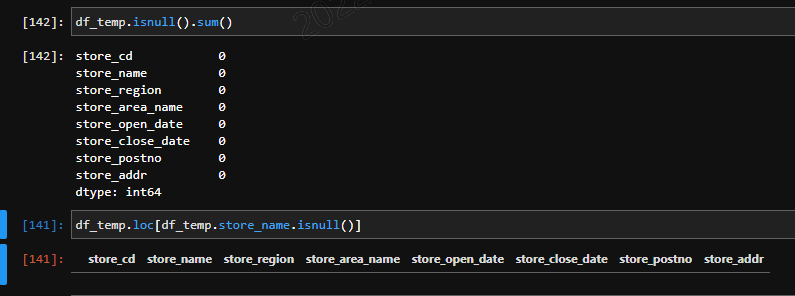 [142]: df_temp.isnull().sum()
[142]: store_cd 0
store_name 0
store_region 0
store_area_name 0
store_open_date 0
store_close_date 0
store_postno 0
store_addr 0
dtype: int64
[141]: df_temp.loc[df_temp.store_name.isnull()]
[141]: store_cd store_name store_region store_area_name store_open_date store_close_date store_postno store_addr